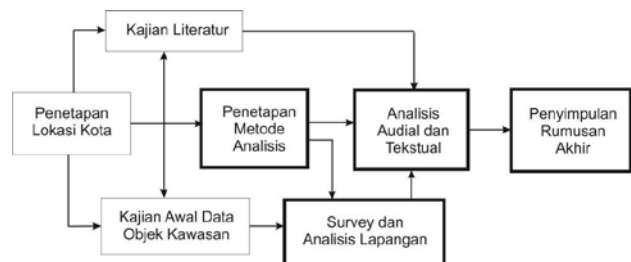 Kajian Literatur
Penetapan
Lokasi Kota
Penetapan
Metode
Analisis
Analisis
Audial dan
Tekstual
Penyimpulan
Rumusan
Akhir
Kajian Awal Data
Objek Kawasan
Survey dan
Analisis Lapangan